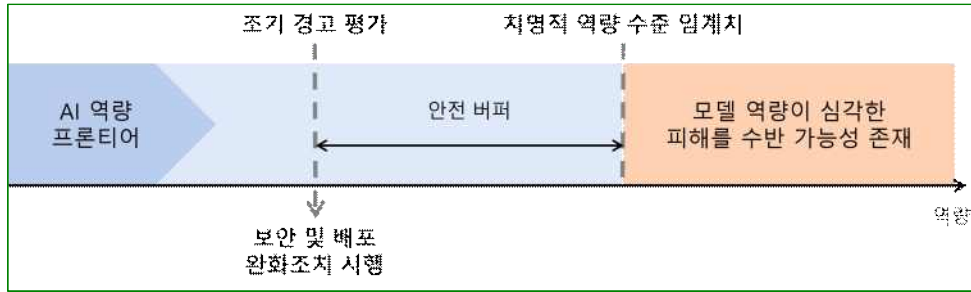 조기 경고 평가
치명적 역량 수준 임계치
AI 역량
프론티어
안전 버퍼
모델 역량이 심각한
피해를 수반 가능성 존재
역량
보안 및 배포
완화조치 시행